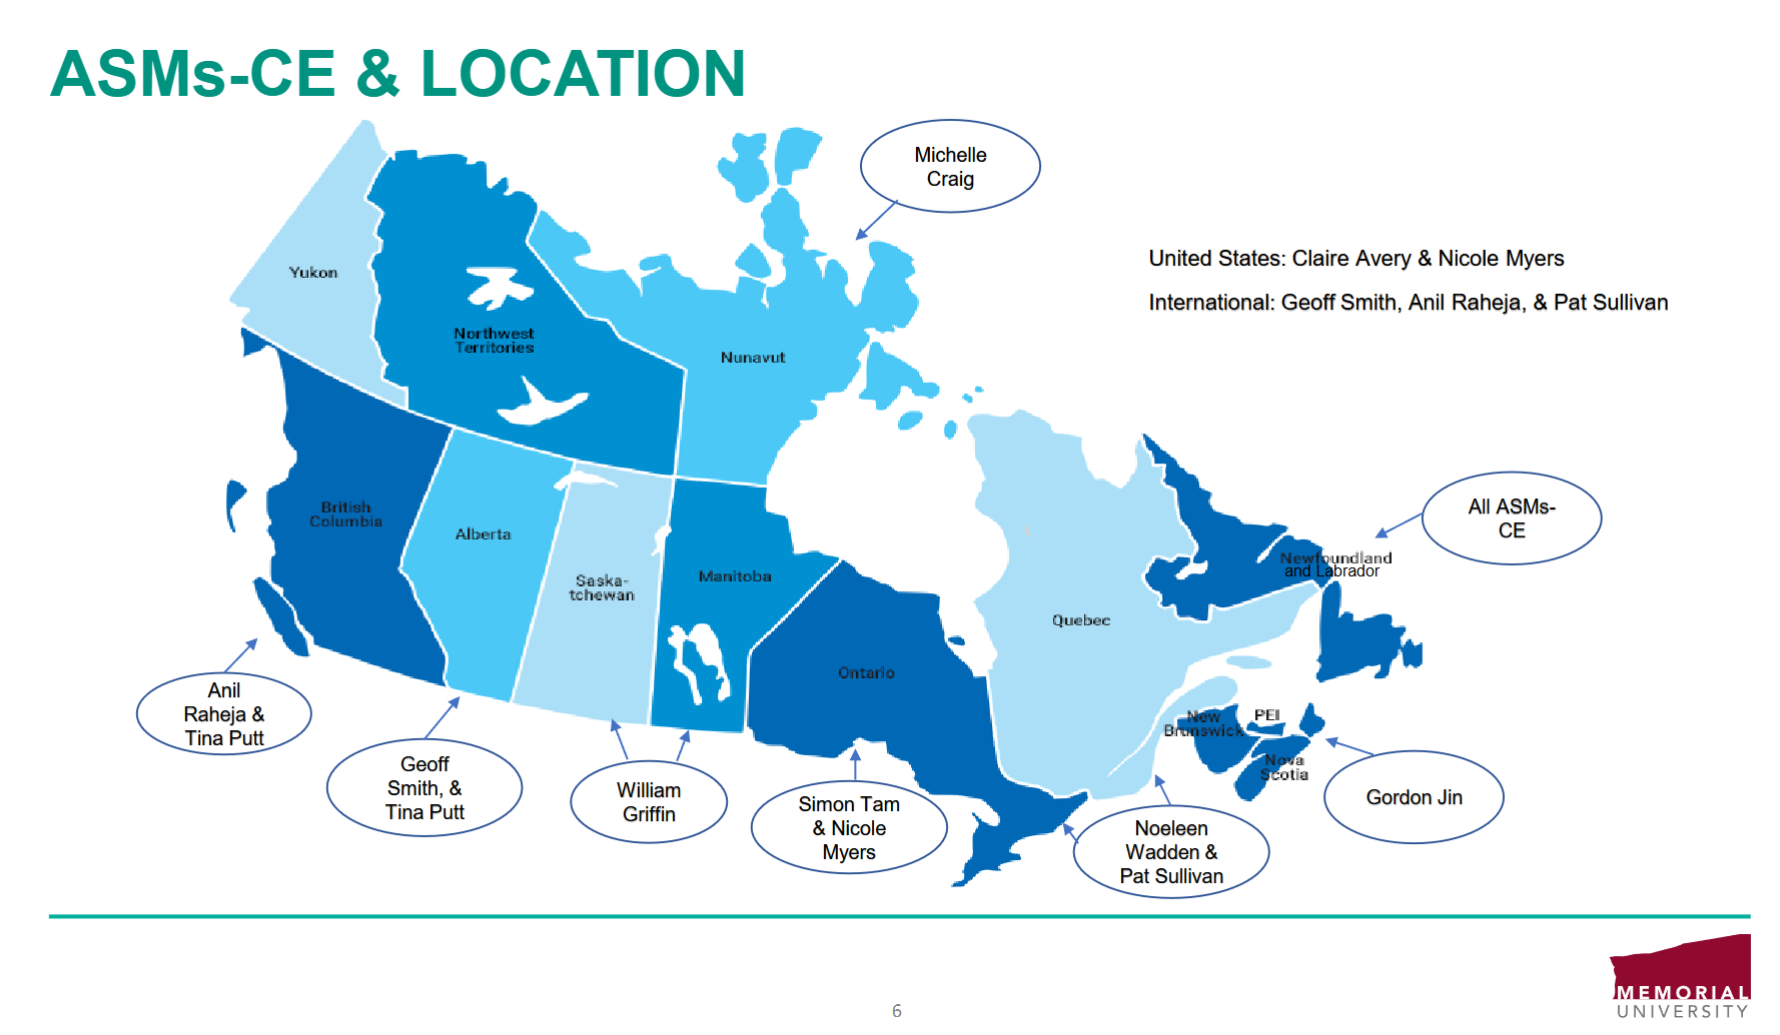 ASMs-CE & LOCATION
Michelle
Craig
United States: Claire Avery & Nicole Myers
International: Geoff Smith, Anil Raheja, & Pat Sullivan
Yukon
Northwest
Territories
Nunavut
British
Columbia
Alberta
Saska-
tchewan
Manitoba
Ontario
Quebec
All ASMs-
CE
Newfoundland
and Labrador
New
Brunswick
PEI
Nova
Scotia
Anil
Raheja &
Tina Putt
Geoff
Smith, &
Tina Putt
William
Griffin
Simon Tam
& Nicole
Myers
Noeleen
Wadden &
Pat Sullivan
Gordon Jin
6
MEMORIAL
UNIVERSITY